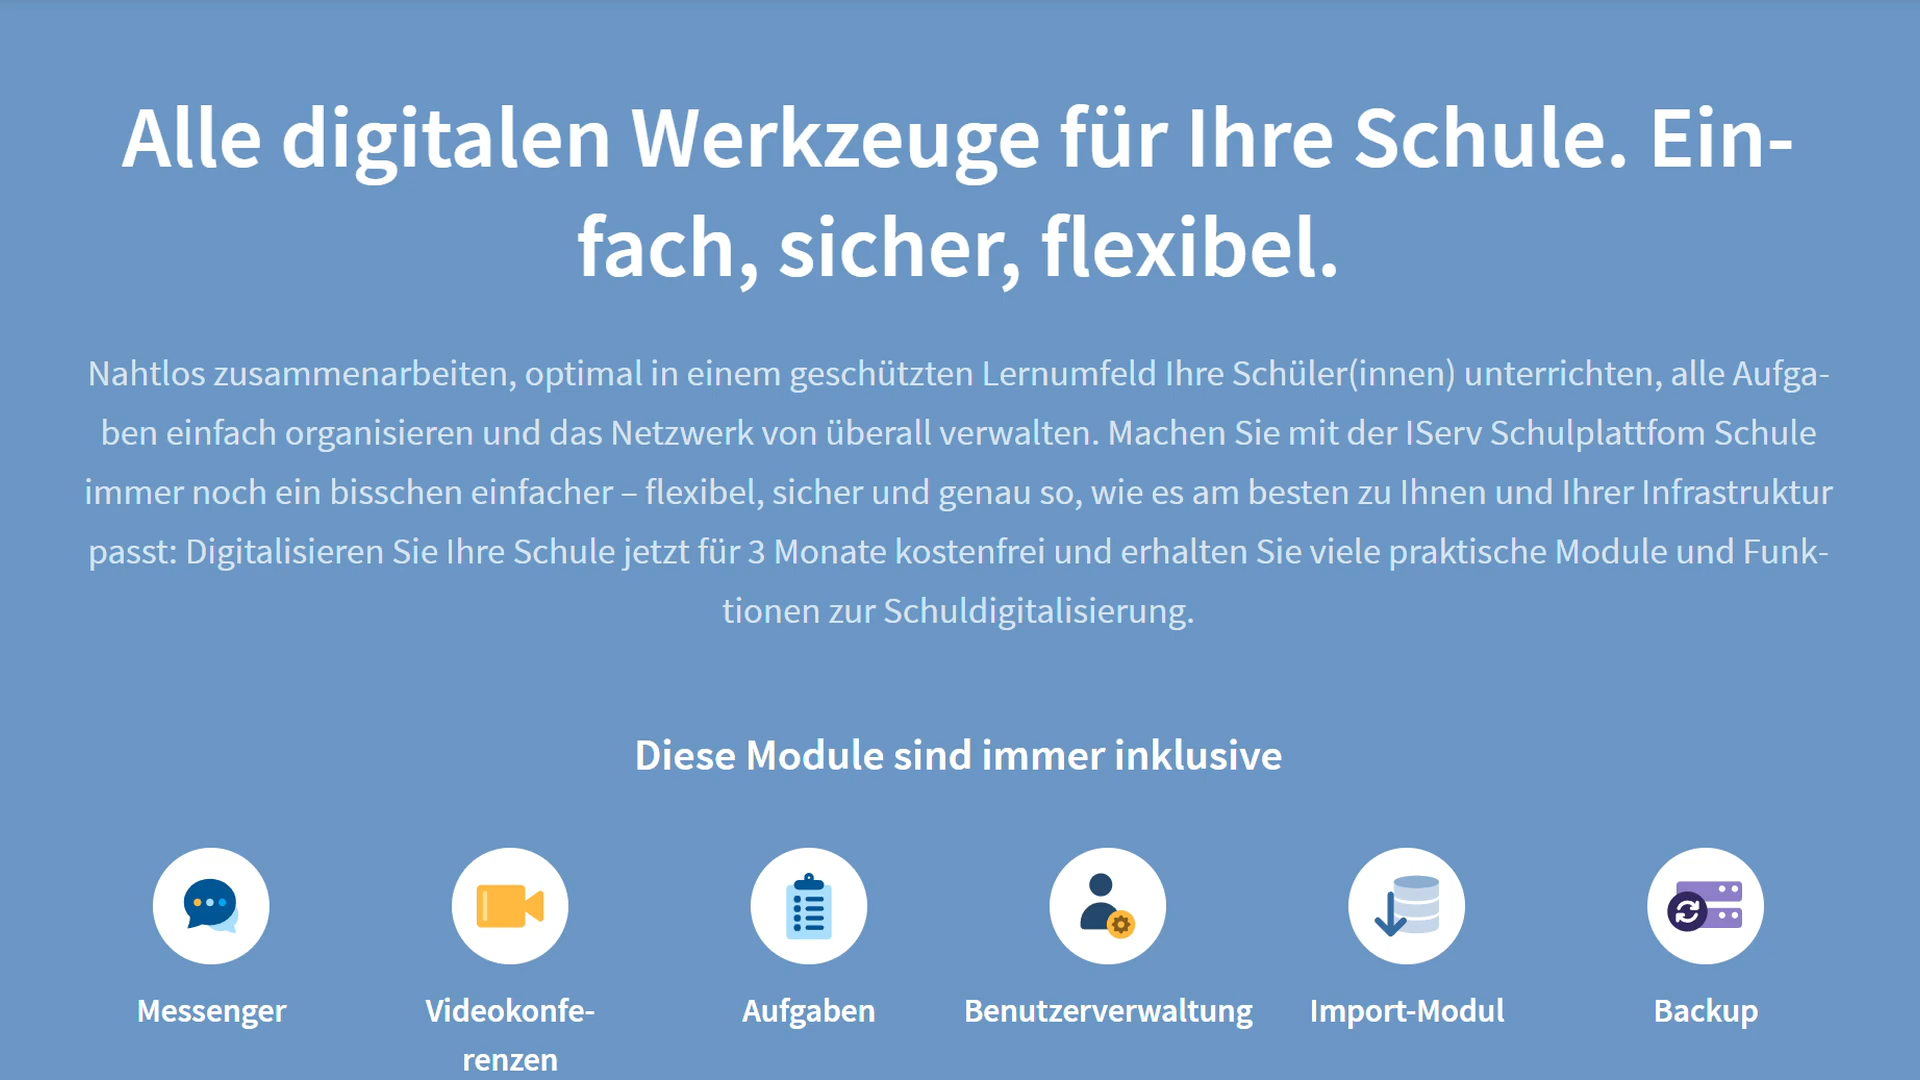 Alle digitalen Werkzeuge für Ihre Schule. Ein-
fach, sicher, flexibel.
Nahtlos zusammenarbeiten, optimal in einem geschützten Lernumfeld Ihre Schüler(innen) unterrichten, alle Aufga-
ben einfach organisieren und das Netzwerk von überall verwalten. Machen Sie mit der IServ Schulplattfom Schule
immer noch ein bisschen einfacher – flexibel, sicher und genau so, wie es am besten zu Ihnen und Ihrer Infrastruktur
passt: Digitalisieren Sie Ihre Schule jetzt für 3 Monate kostenfrei und erhalten Sie viele praktische Module und Funk-
tionen zur Schuldigitalisierung.
Diese Module sind immer inklusive
Messenger
Videokonfe-
renzen
Aufgaben
Benutzerverwaltung
Import-Modul
Backup